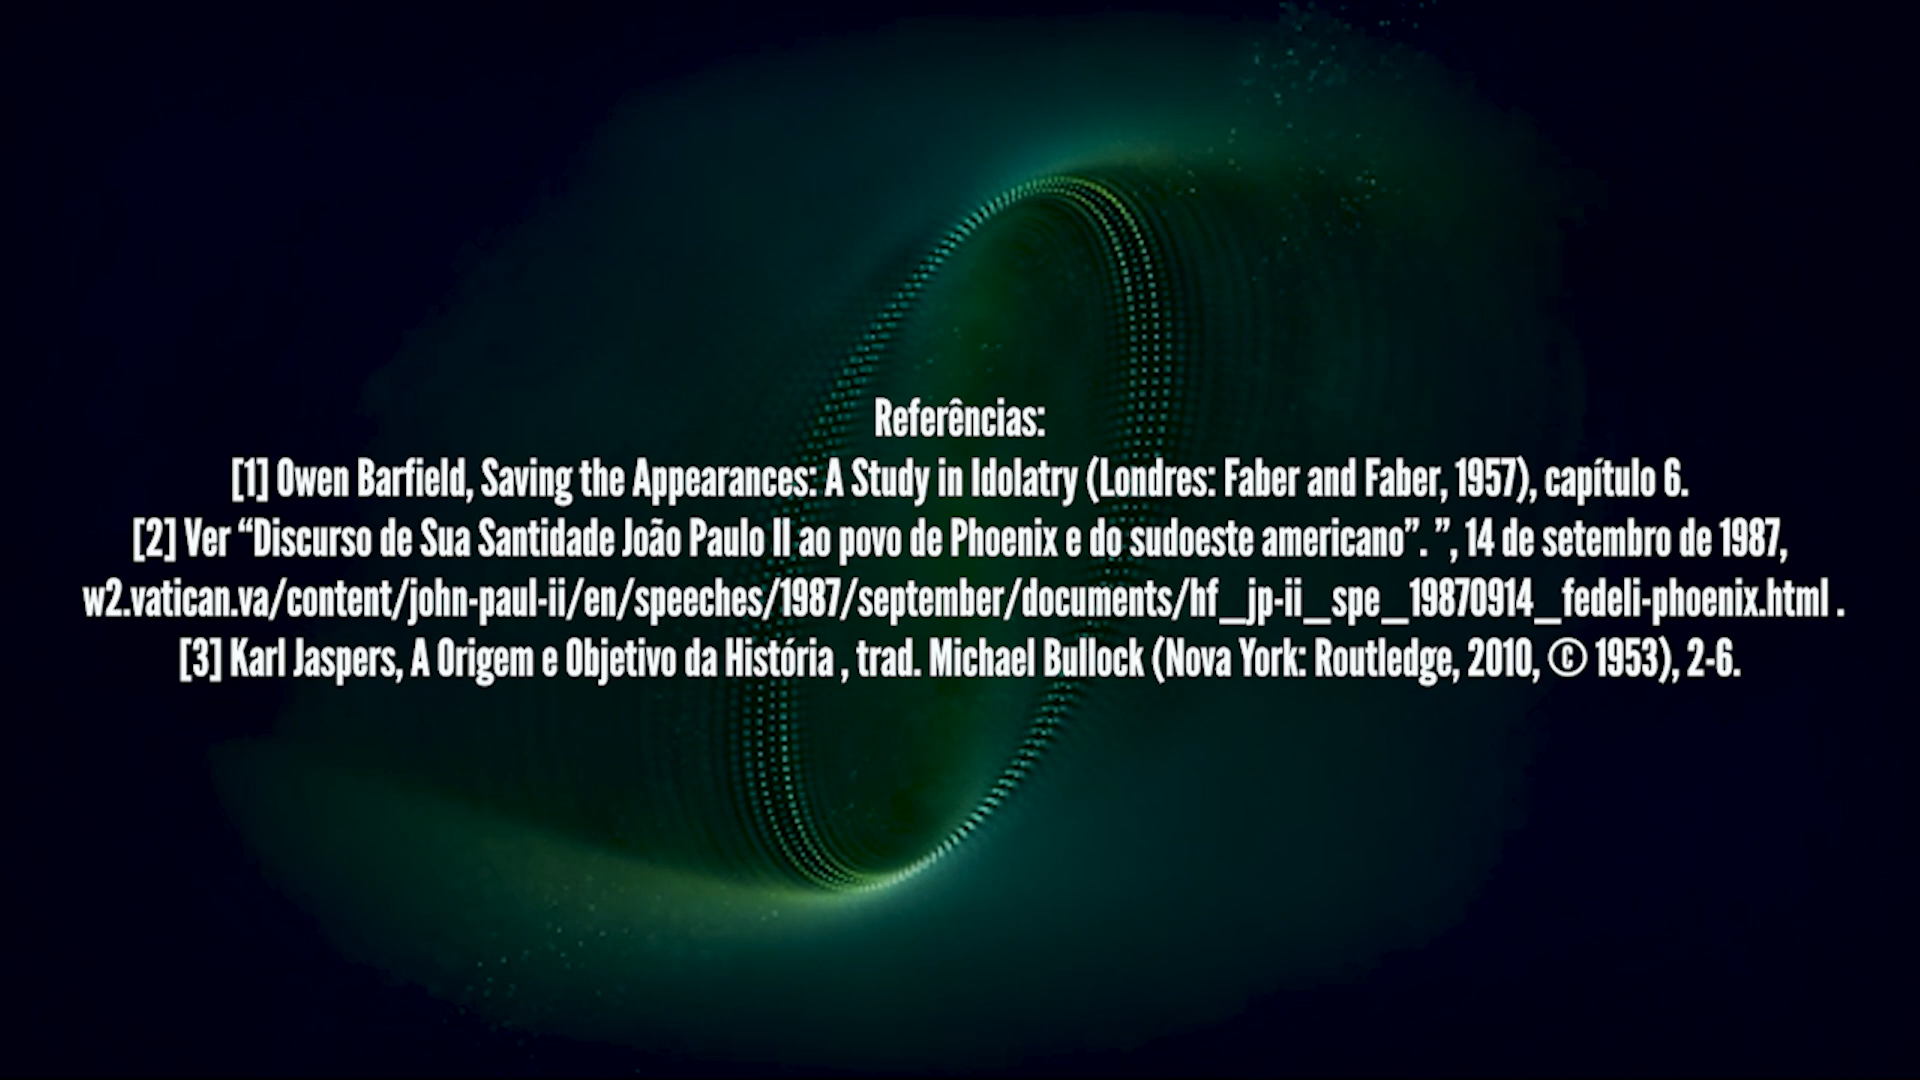 Referências:
[1] Owen Barfield, Saving the Appearances: A Study in Idolatry (Londres: Faber and Faber, 1957), capítulo 6.
[2] Ver “Discurso de Sua Santidade João Paulo II ao povo de Phoenix e do sudoeste americano”. ”, 14 de setembro de 1987,
w2.vatican.va/content/john-paul-ii/en/speeches/1987/september/documents/hf_jp-ii_spe_19870914_fedeli-phoenix.html .
[3] Karl Jaspers, A Origem e Objetivo da História , trad. Michael Bullock (Nova York: Routledge, 2010, © 1953), 2-6.